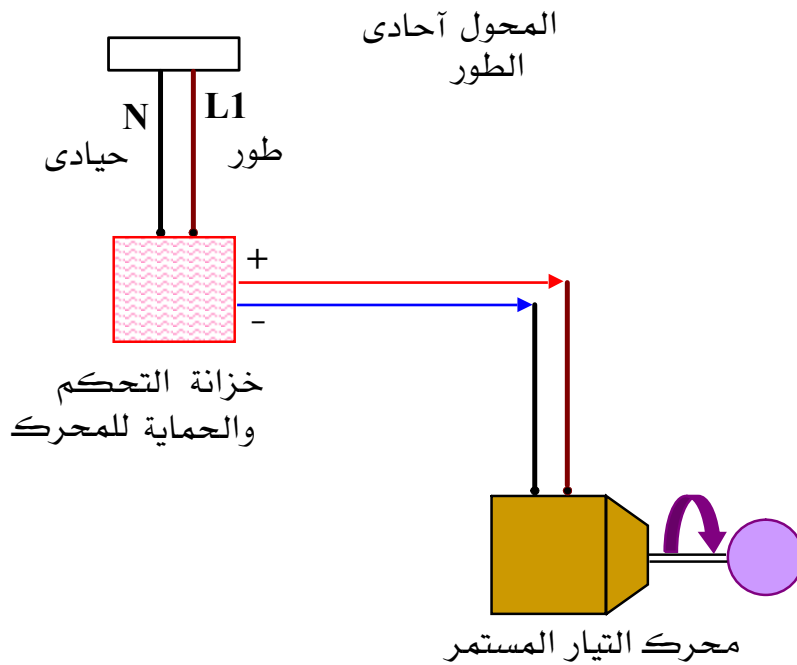 المحول آحادى
الطور
N
L1
حيادى
طور
+
-
خزانة التحكم
والحماية للمحرك
محرك التيار المستمر